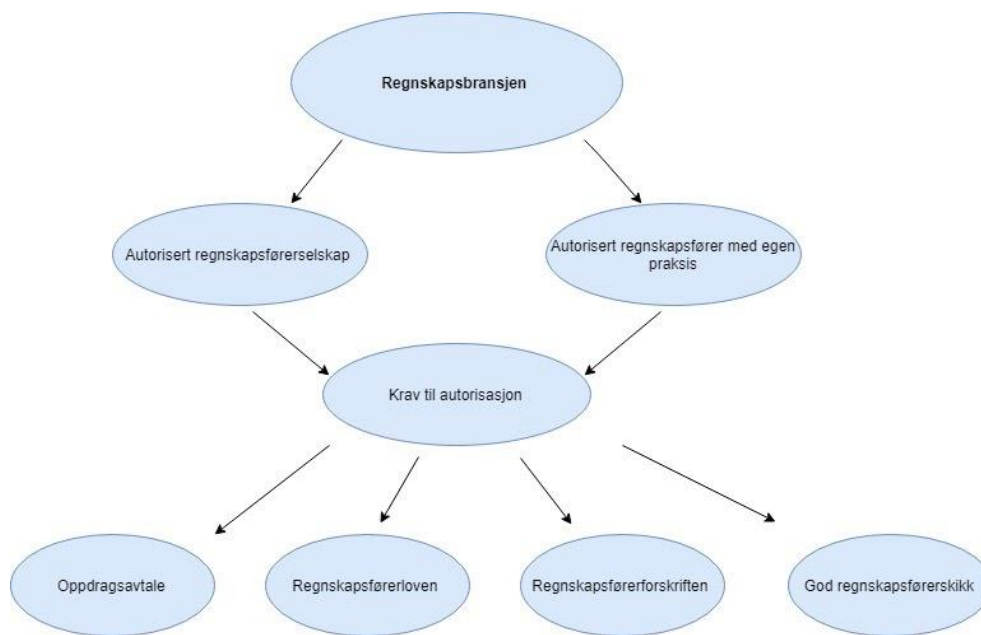 Regnskapsbransjen
Autorisert regnskapsførerselskap
Autorisert regnskapsfører med egen
praksis
Krav til autorisasjon
Oppdragsavtale
Regnskapsførerloven
Regnskapsførerforskriften
God regnskapsførerskikk